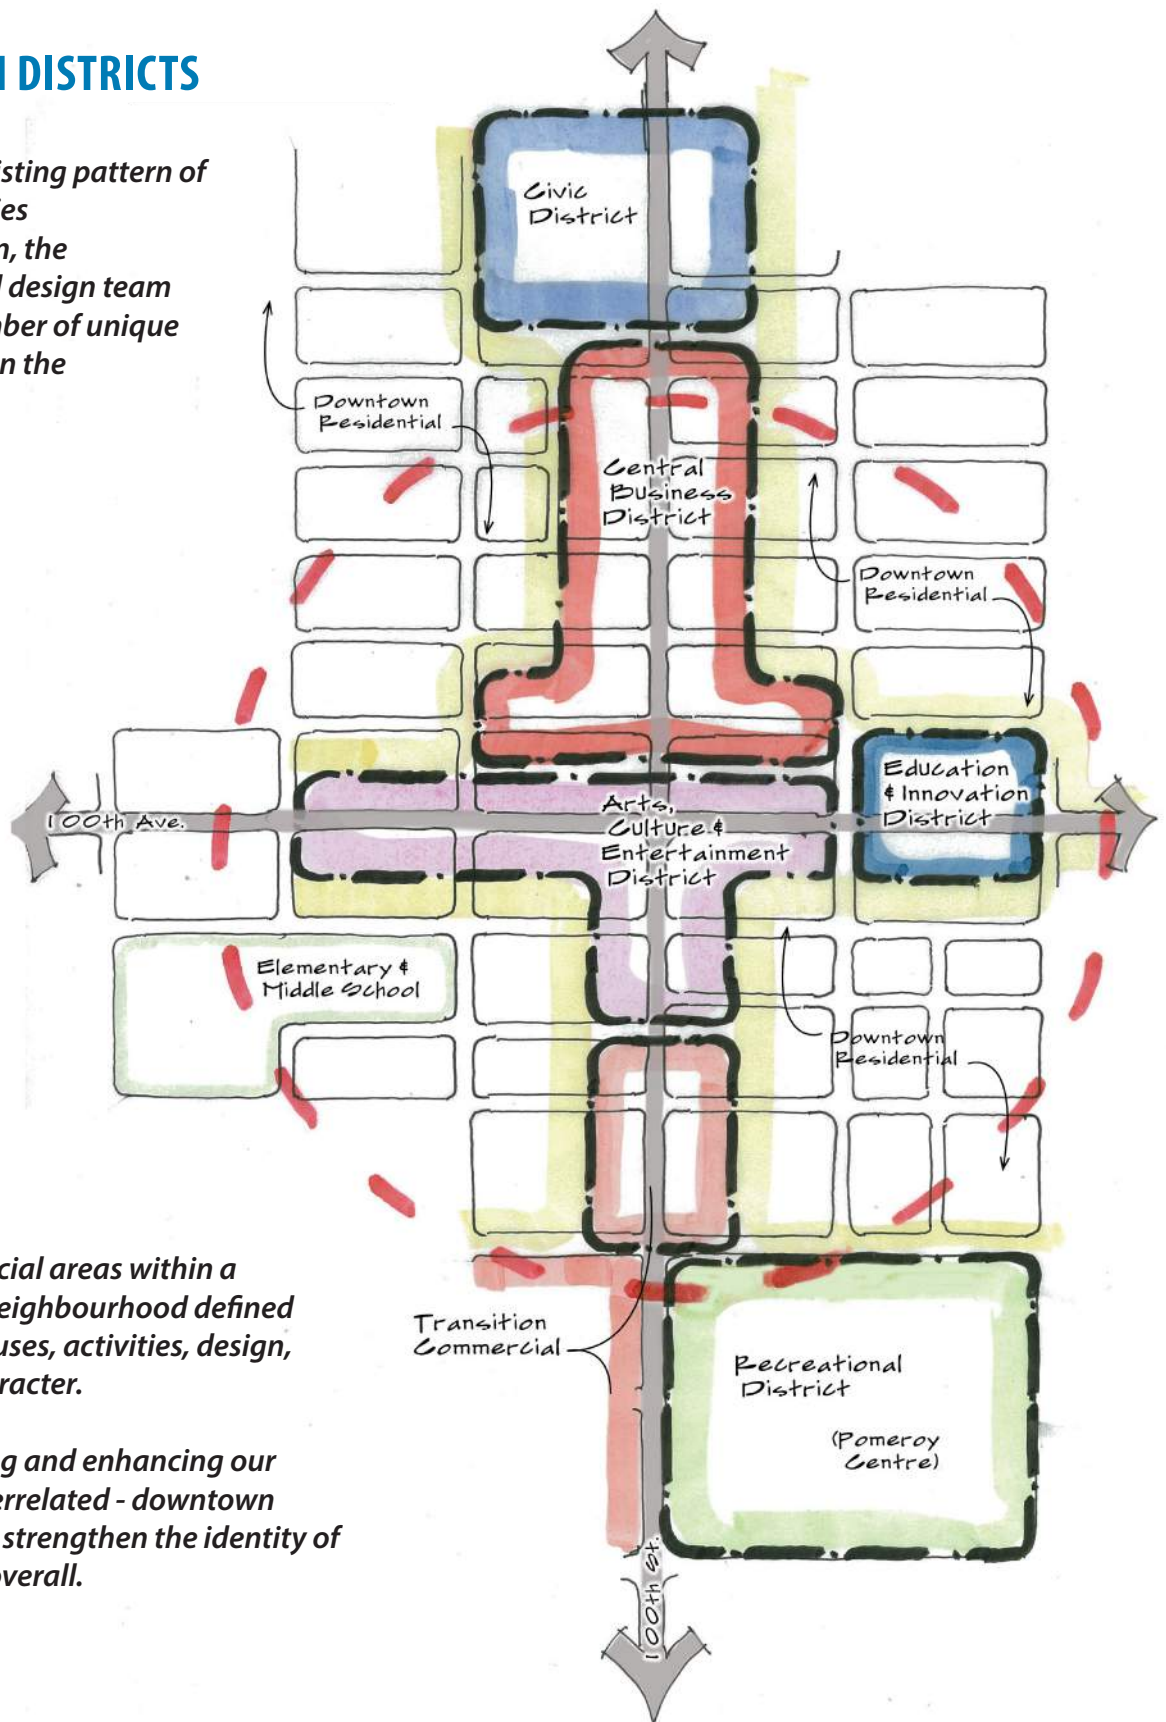 DISTRICTS
isting pattern of
n, the
design team
of unique
n the
Civic
District
Downtown
Residential
Central
Business
District
Downtown
Residential
Education
& Innovation
District
100th Ave.
Arts,
Culture &
Entertainment
District
Elementary &
Middle School
Downtown
Residential
cial areas within a
eighbourhood defined
uses, activities, design,
racter.
Transition
Commercial
Recreational
District
(Pomeroy
Centre)
g and enhancing our
errelated - downtown
strengthen the identity of
overall.
100th St.